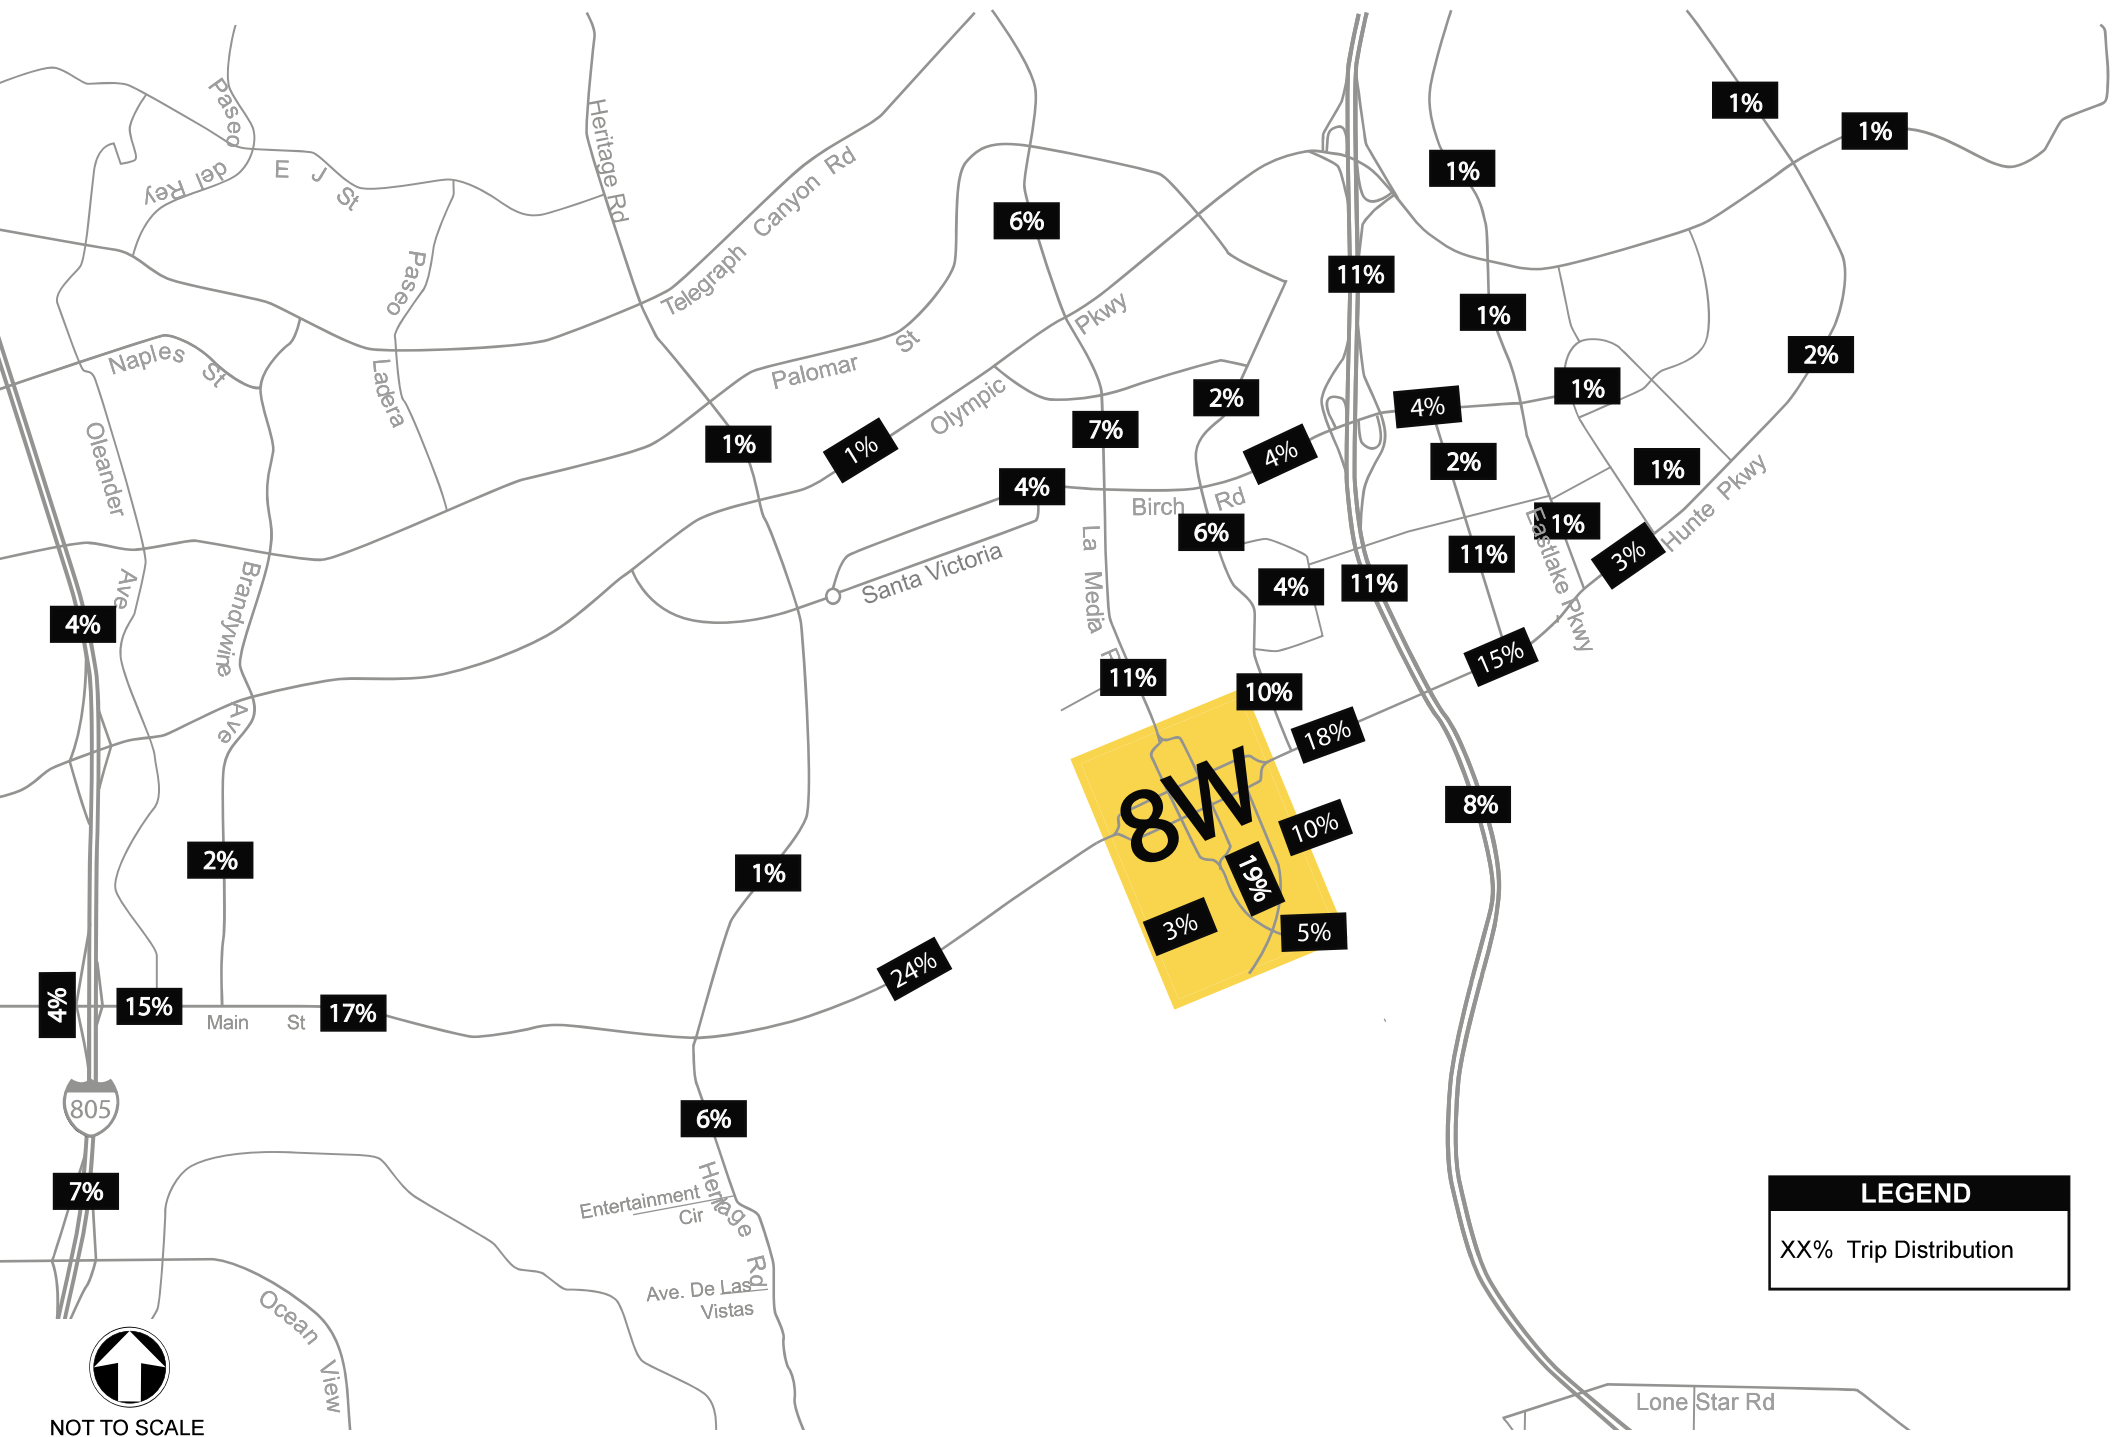 1%
1%
Paseo
del Rey
E J St
Heritage Rd
Telegraph Canyon Rd
1%
6%
11%
1%
Paseo
Ladera
Naples St
Palomar St
Olympic Pkwy
2%
1%
4%
2%
7%
1%
1%
4%
2%
1%
Oleander
Ave
4%
Birch Rd
Hunte Pkwy
6%
1%
Eastlake Pkwy
11%
3%
La Media
Santa Victoria
4%
11%
Brandywine
Ave
4%
15%
11%
10%
18%
8W
8%
10%
2%
1%
19%
3%
5%
24%
4%
15%
17%
Main St
805
6%
7%
Heritage Rd
Entertainment
Cir
Ave. De Las
Vistas
LEGEND
XX% Trip Distribution
Ocean View
NOT TO SCALE
Lone Star Rd